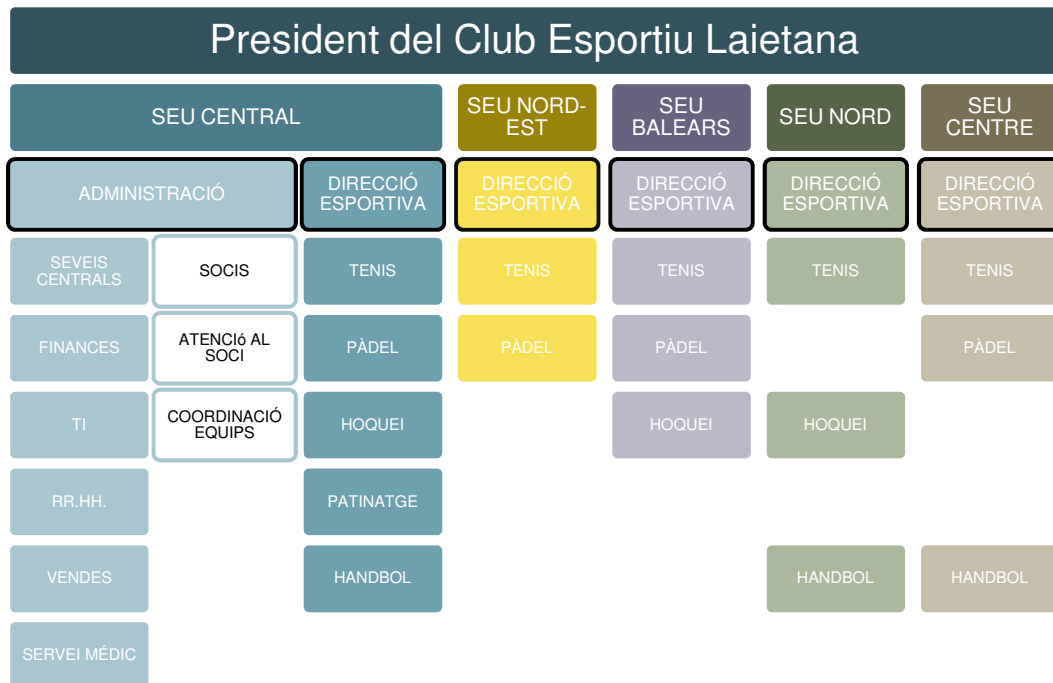 President del Club Esportiu Laietana
SEU CENTRAL
SEU NORD-
EST
SEU
BALEARS
SEU NORD
SEU
CENTRE
ADMINISTRACIÓ
DIRECCIÓ
ESPORTIVA
DIRECCIÓ
ESPORTIVA
DIRECCIÓ
ESPORTIVA
DIRECCIÓ
ESPORTIVA
DIRECCIÓ
ESPORTIVA
SEVEIS
CENTRALS
SOCIS
TENIS
TENIS
TENIS
TENIS
TENIS
FINANCES
ATENCIó AL
SOCI
PÀDEL
PÀDEL
PÀDEL
PÀDEL
TI
COORDINACIÓ
EQUIPS
HOQUEI
HOQUEI
HOQUEI
RR.HH.
PATINATGE
VENDES
HANDBOL
HANDBOL
HANDBOL
SERVEI MÉDIC